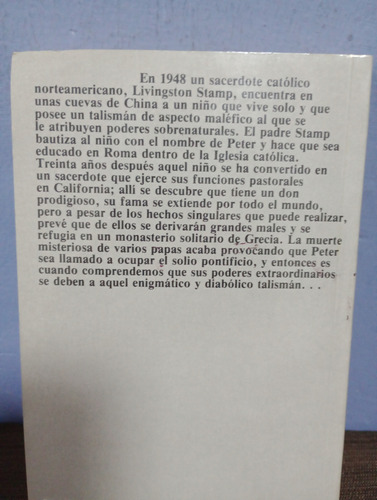 En 1948 un sacerdote católico
norteamericano, Livingston Stamp, encuentra en
unas cuevas de China a un niño que vive solo y que
posee un talismán de aspecto maléfico al que se
le atribuyen poderes sobrenaturales. El padre Stamp
bautiza al niño con el nombre de Peter y hace que sea
educado en Roma dentro de la Iglesia católica.
Treinta años después aquel niño se ha convertido en
un sacerdote que ejerce sus funciones pastorales
en California; allí se descubre que tiene un don
prodigioso, su fama se extiende por todo el mundo,
pero a pesar de los hechos singulares que puede realizar,
prevé que de ellos se derivarán grandes males y se
refugia en un monasterio solitario de Grecia. La muerte
misteriosa de varios papas acaba provocando que Peter
sea llamado a ocupar el solio pontificio, y entonces es
cuando comprendemos que sus poderes extraordinarios
se deben a aquel enigmático y diabólico talismán. . .